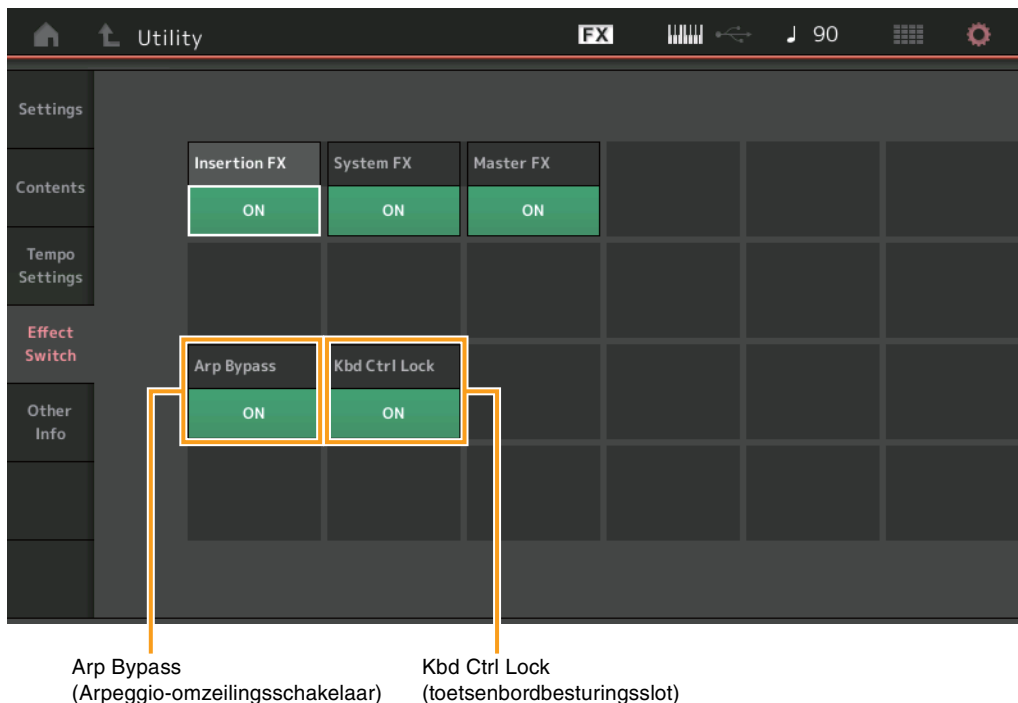 Utility
FX
♩ 90
Settings
Contents
Tempo
Settings
Effect
Switch
Other
Info
Insertion FX
System FX
Master FX
ON
ON
ON
Arp Bypass
Kbd Ctrl Lock
ON
ON
Arp Bypass
(Arpeggio-omzeilingsschakelaar)
Kbd Ctrl Lock
(toetsenbordbesturingsslot)